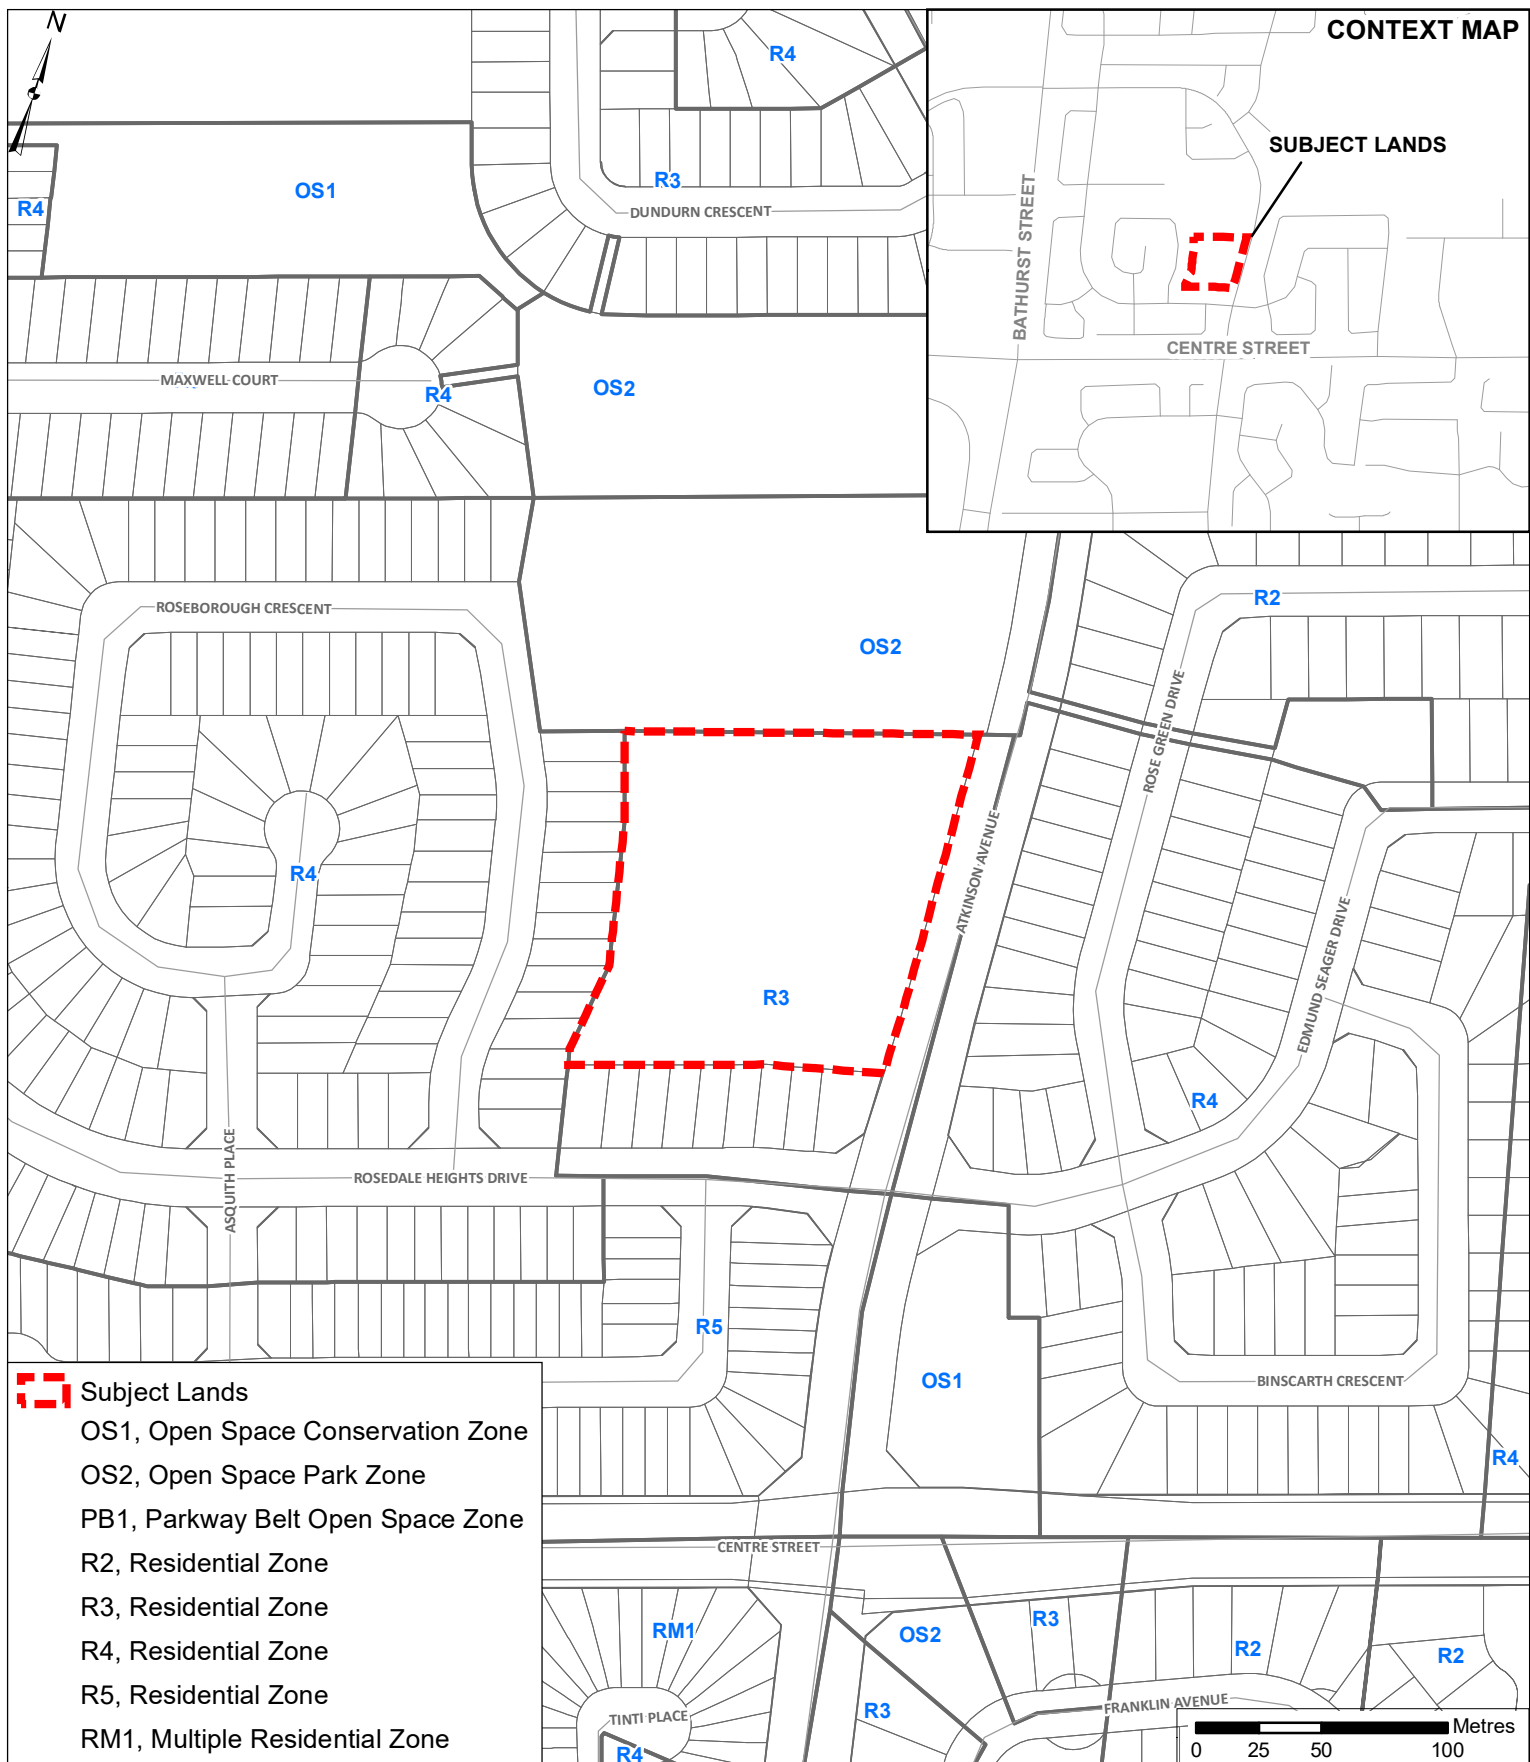 N
CONTEXT MAP
SUBJECT LANDS
BATHURST STREET
CENTRE STREET
R4
OS1
R4
R3
DUNDURN CRESCENT
MAXWELL COURT
R4
OS2
ROSEBOROUGH CRESCENT
R2
OS2
ROSE GREEN DRIVE
ATKINSON AVENUE
R4
EDMUND SEAGER DRIVE
R3
R4
ASQUITH PLACE
ROSEDALE HEIGHTS DRIVE
R5
OS1
BINSCARTH CRESCENT
R4
CENTRE STREET
RM1
OS2
R3
R2
R2
R3
FRANKLIN AVENUE
TINTI PLACE
R4
Subject Lands
OS1, Open Space Conservation Zone
OS2, Open Space Park Zone
PB1, Parkway Belt Open Space Zone
R2, Residential Zone
R3, Residential Zone
R4, Residential Zone
R5, Residential Zone
RM1, Multiple Residential Zone
Metres
0 25 50 100